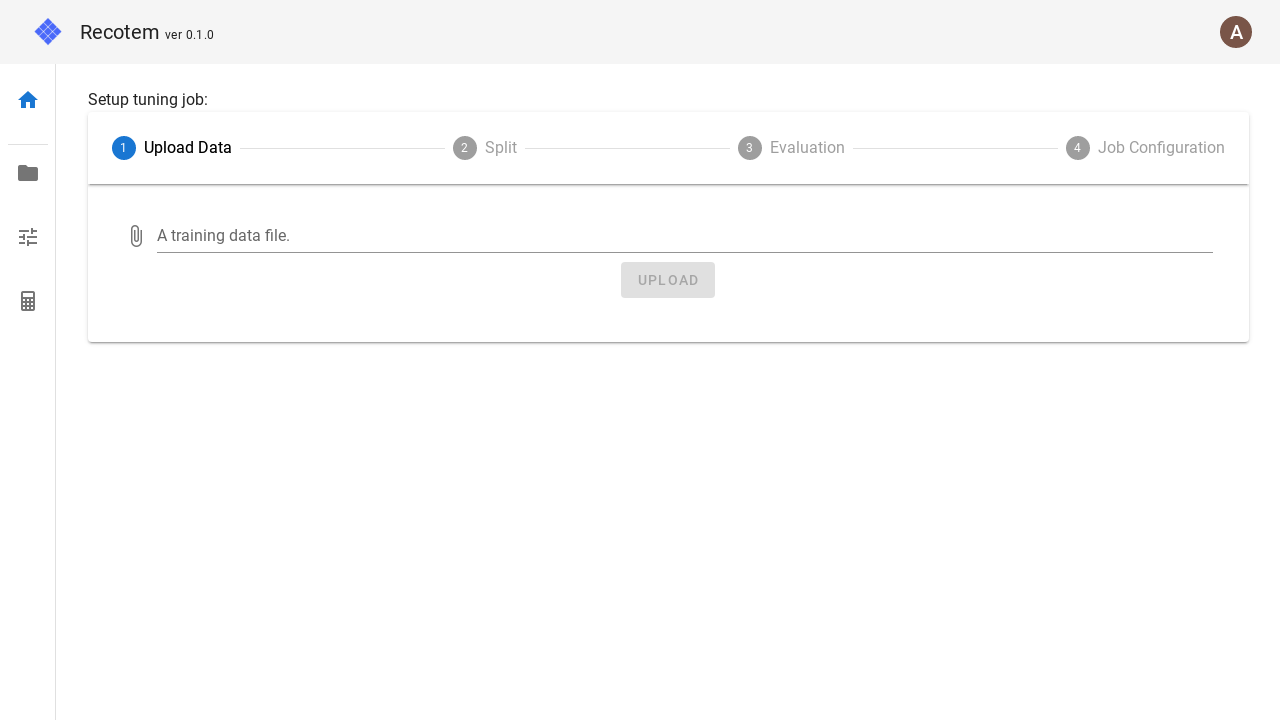 Recotem ver 0.1.0
A
Setup tuning job:
1 Upload Data
2 Split
3 Evaluation
4 Job Configuration
A training data file.
UPLOAD